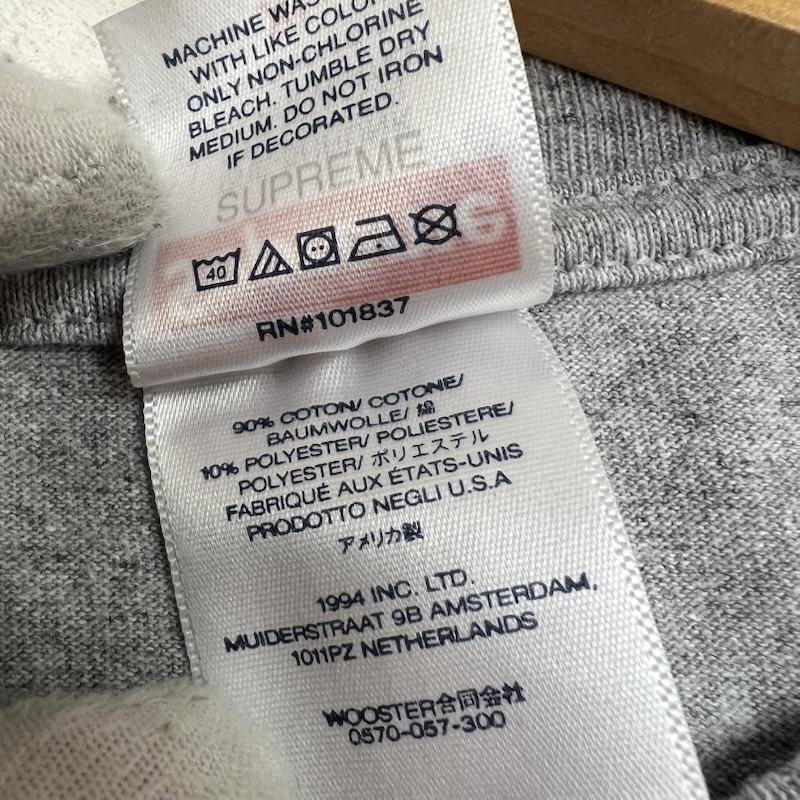 MACHINE WAS
WITH LIKE COLOR
ONLY NON-CHLORINE
BLEACH. TUMBLE DRY
MEDIUM. DO NOT IRON
IF DECORATED.
SUPREME
40
RN#101837
90% COTON/ COTONE/
BAUMWOLLE/ 綿
10% POLYESTER/ POLIESTERE/
POLYESTER/ ポリエステル
FABRIQUÉ AUX ÉTATS-UNIS
PRODOTTO NEGLI U.S.A
アメリカ製
1994 INC. LTD.
MUIDERSTRAAT 9B AMSTERDAM,
1011PZ NETHERLANDS
WOOSTER合同会社
0570-057-300